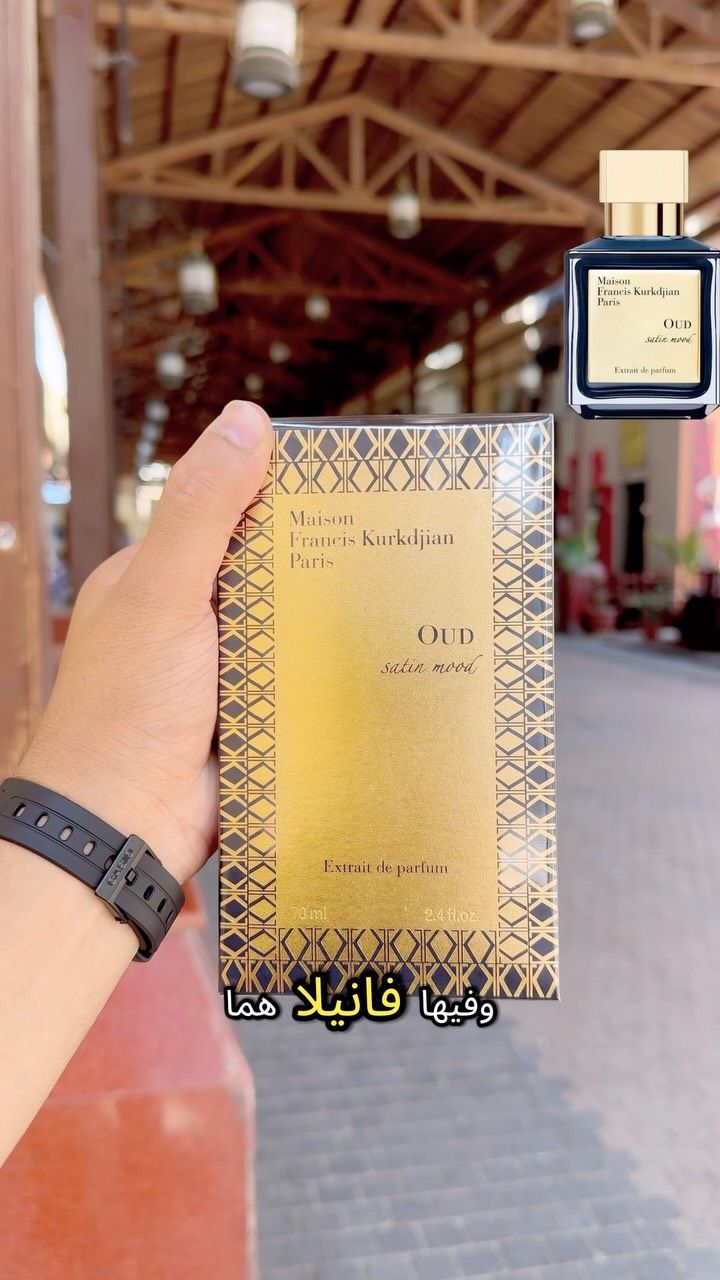 Maison
Francis Kurkdjian
Paris
OUD
satin mood
Extrait de parfum
Maison
Francis Kurkdjian
Paris
OUD
satin mood
Extrait de parfum
70 ml 2.4 fl.oz.
وفيها فانيلا هما